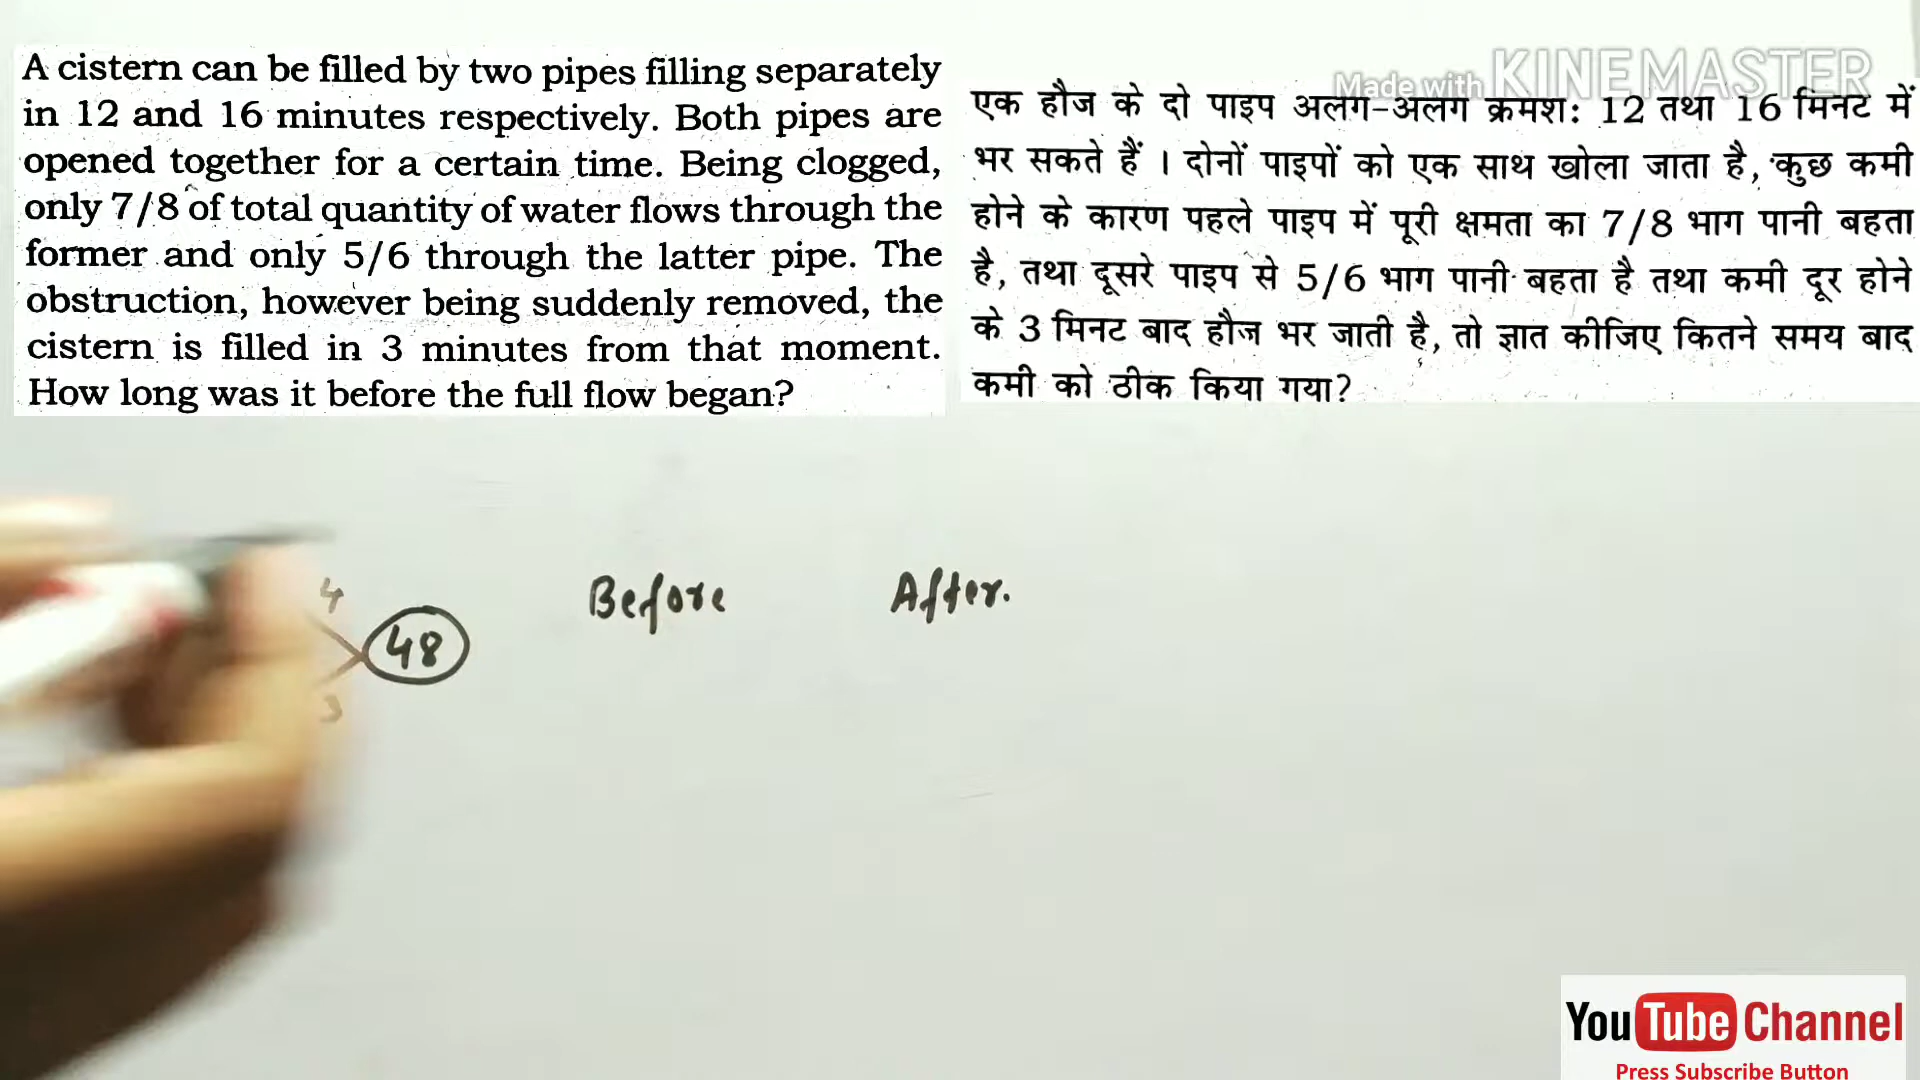 A cistern can be filled by two pipes filling separately
in 12 and 16 minutes respectively. Both pipes are
opened together for a certain time. Being clogged,
only 7/8 of total quantity of water flows through the
former and only 5/6 through the latter pipe. The
obstruction, however being suddenly removed, the
cistern is filled in 3 minutes from that moment.
How long was it before the full flow began?
Made with KINEMASTER
एक हौज के दो पाइप अलग-अलग क्रमश: 12 तथा 16 मिनट में
भर सकते हैं । दोनों पाइपों को एक साथ खोला जाता है, कुछ कमी
होने के कारण पहले पाइप में पूरी क्षमता का 7/8 भाग पानी बहता
है, तथा दूसरे पाइप से 5/6 भाग पानी बहता है तथा कमी दूर होने
के 3 मिनट बाद हौज भर जाती है, तो ज्ञात कीजिए कितने समय बाद
कमी को ठीक किया गया?
4
48
3
Before
After.
YouTube Channel
Press Subscribe Button